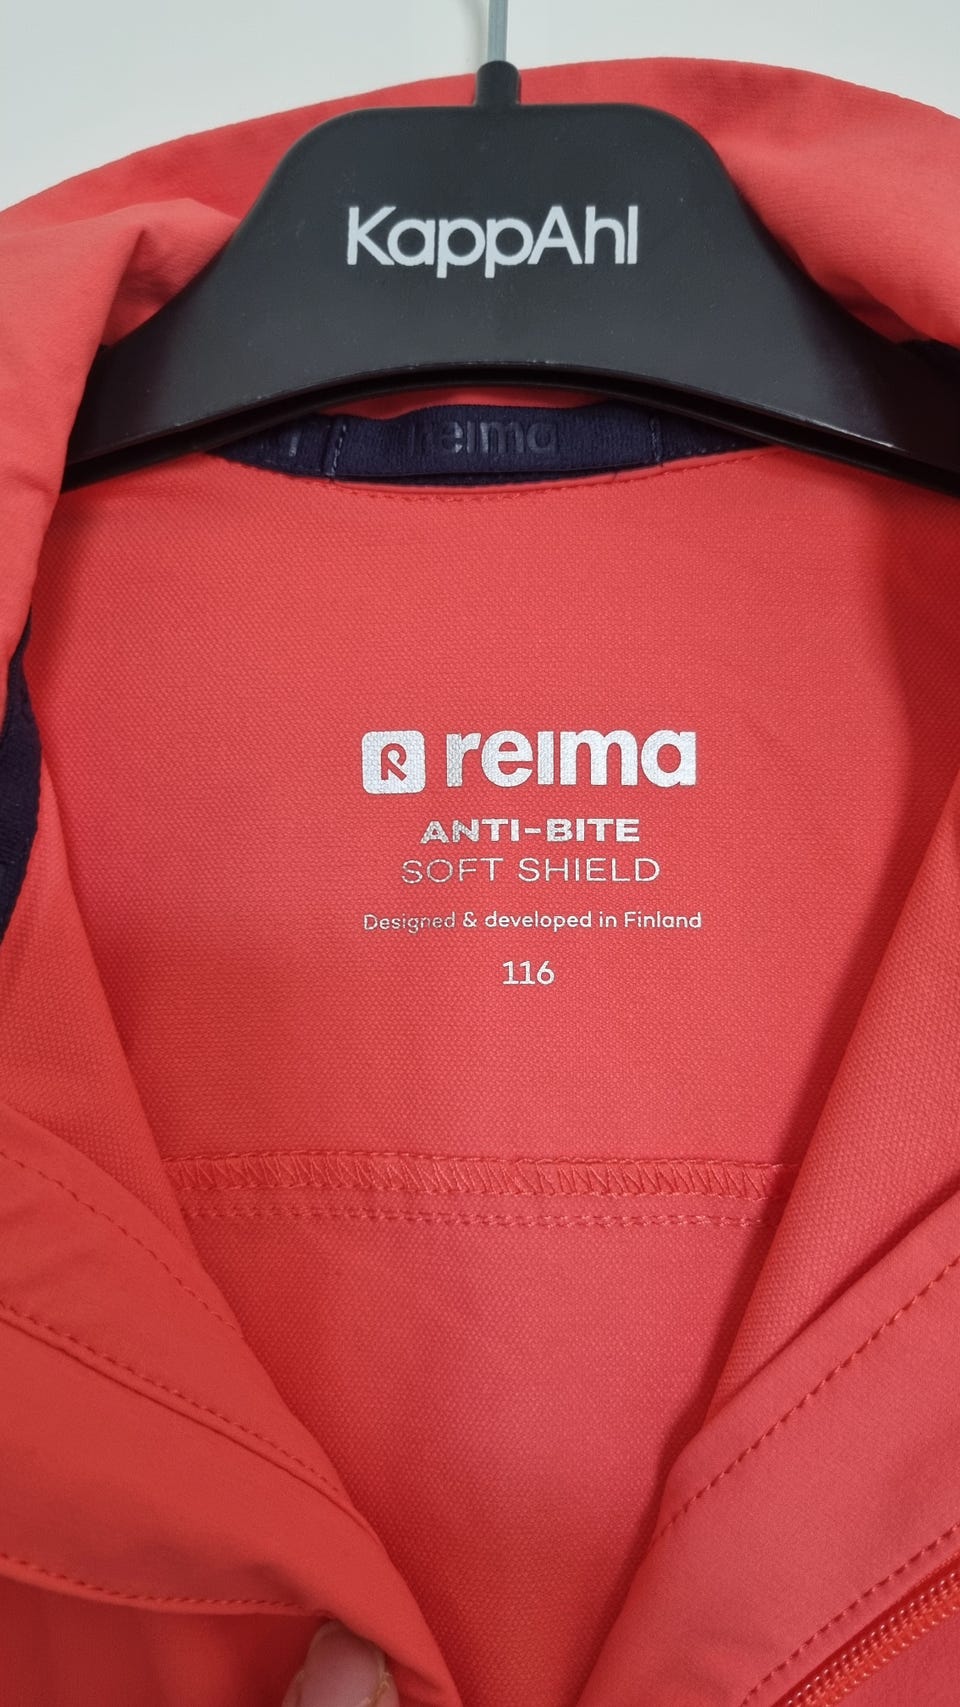 KappAhl
reima
reima
ANTI-BITE
SOFT SHIELD
Designed & developed in Finland
116